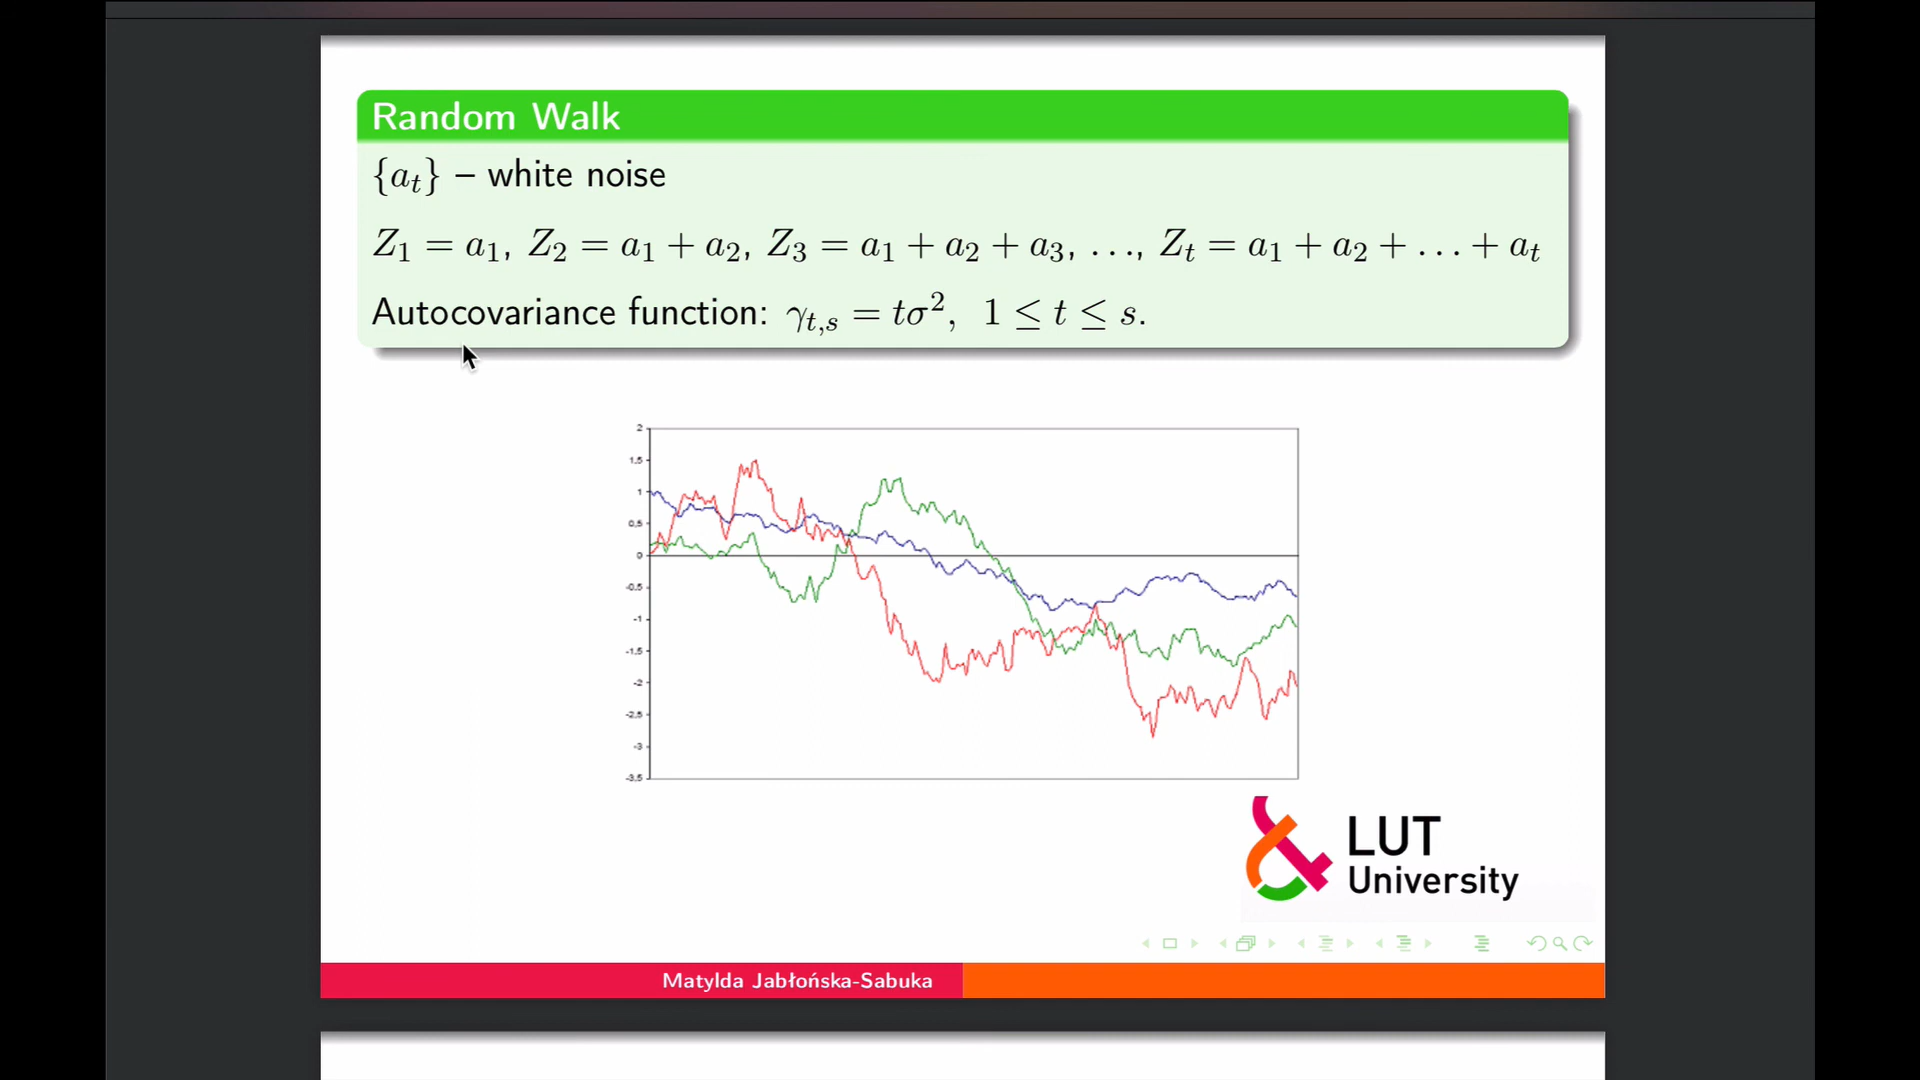 Random Walk
{a_t} – white noise
Z_1 = a_1, Z_2 = a_1 + a_2, Z_3 = a_1 + a_2 + a_3, . . ., Z_t = a_1 + a_2 + . . . + a_t
Autocovariance function: γ_{t,s} = tσ^2, 1 ≤ t ≤ s.
2
1.5
1
0.5
0
-0.5
-1
-1.5
-2
-2.5
-3
-3.5
LUT
University
Matylda Jabłońska-Sabuka